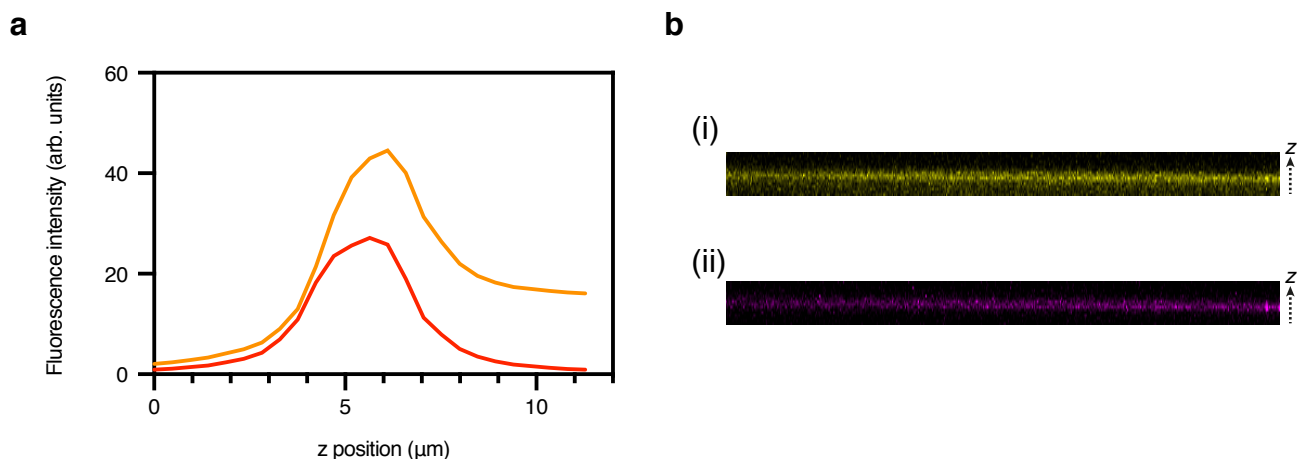 a
Fluorescence intensity (arb. units)
60
40
20
0
0
5
10
z position (µm)
b
(i)
z
(ii)
z